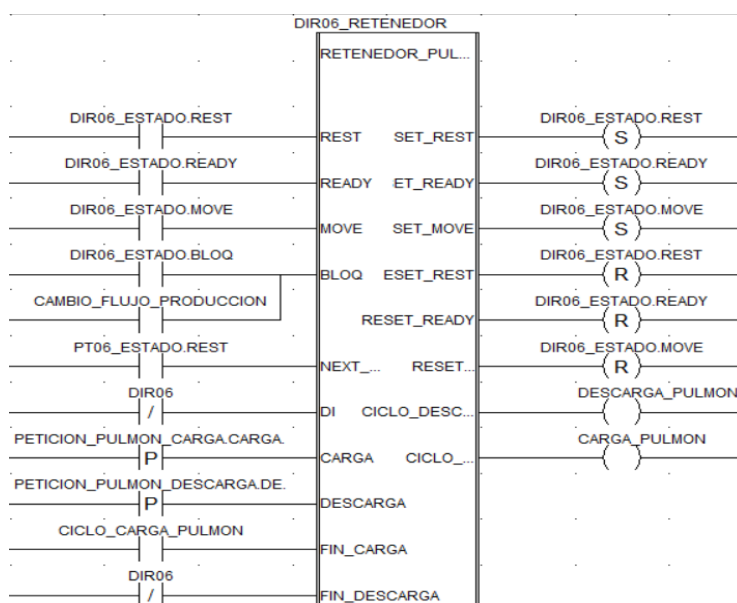 DIR06_RETENEDOR
RETENEDOR_PUL...
DIR06_ESTADO.REST
REST
SET_REST
DIR06_ESTADO.REST
S
DIR06_ESTADO.READY
READY
ET_READY
DIR06_ESTADO.READY
S
DIR06_ESTADO.MOVE
MOVE
SET_MOVE
DIR06_ESTADO.MOVE
S
DIR06_ESTADO.BLOQ
BLOQ
ESET_REST
DIR06_ESTADO.REST
R
CAMBIO_FLUJO_PRODUCCION
RESET_READY
DIR06_ESTADO.READY
R
PT06_ESTADO.REST
NEXT_...
RESET...
DIR06_ESTADO.MOVE
R
DIR06
/
DI
CICLO_DESC...
DESCARGA_PULMON
PETICION_PULMON_CARGA.CARGA.
P
CARGA
CICLO_...
CARGA_PULMON
PETICION_PULMON_DESCARGA.DE.
P
DESCARGA
CICLO_CARGA_PULMON
FIN_CARGA
DIR06
/
FIN_DESCARGA